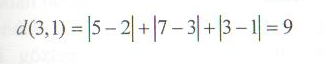 d(3,1) = |5 − 2| + |7 − 3| + |3 − 1| = 9